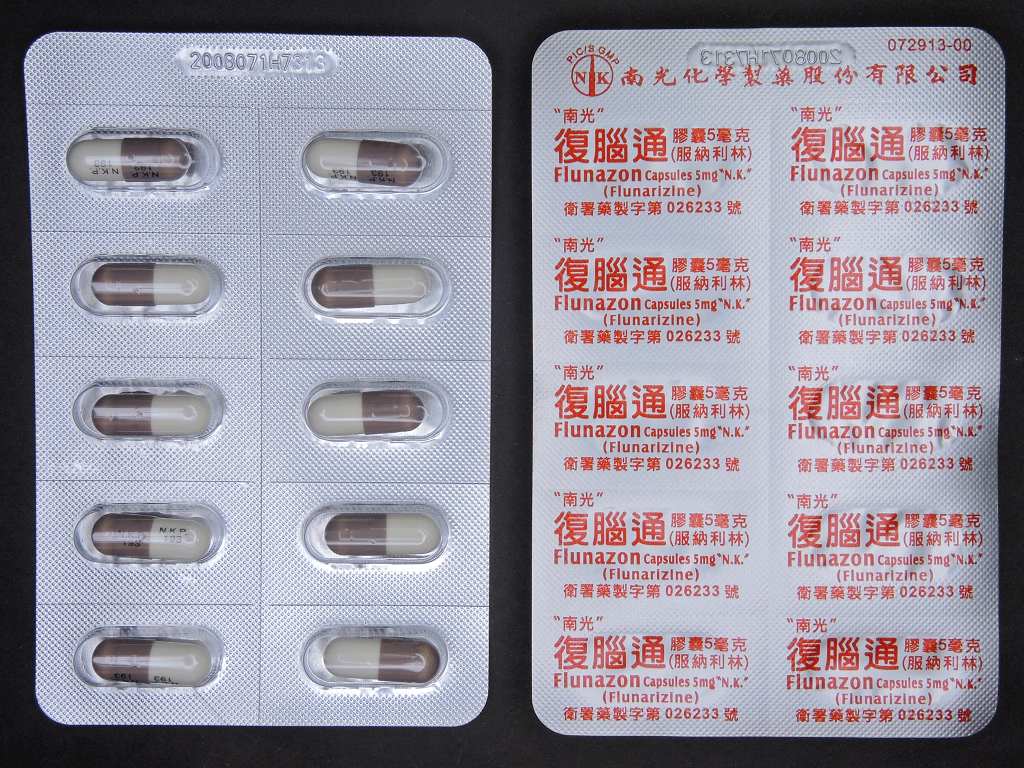 2008071H7313
NKP
193
NKP
193
NKP
193
NKP
193
NKP
193
193
193
072913-00
PIC/S GMP
NK 南光化學製藥股份有限公司
"南光"
復腦通 膠囊5毫克
(服納利林)
Flunazon Capsules 5mg "N.K."
(Flunarizine)
衛署藥製字第 026233 號
"南光"
復腦通 膠囊5毫克
(服納利林)
Flunazon Capsules 5mg "N.K."
(Flunarizine)
衛署藥製字第 026233 號
"南光"
復腦通 膠囊5毫克
(服納利林)
Flunazon Capsules 5mg "N.K."
(Flunarizine)
衛署藥製字第 026233 號
"南光"
復腦通 膠囊5毫克
(服納利林)
Flunazon Capsules 5mg "N.K."
(Flunarizine)
衛署藥製字第 026233 號
"南光"
復腦通 膠囊5毫克
(服納利林)
Flunazon Capsules 5mg "N.K."
(Flunarizine)
衛署藥製字第 026233 號
"南光"
復腦通 膠囊5毫克
(服納利林)
Flunazon Capsules 5mg "N.K."
(Flunarizine)
衛署藥製字第 026233 號
"南光"
復腦通 膠囊5毫克
(服納利林)
Flunazon Capsules 5mg "N.K."
(Flunarizine)
衛署藥製字第 026233 號
"南光"
復腦通 膠囊5毫克
(服納利林)
Flunazon Capsules 5mg "N.K."
(Flunarizine)
衛署藥製字第 026233 號
"南光"
復腦通 膠囊5毫克
(服納利林)
Flunazon Capsules 5mg "N.K."
(Flunarizine)
衛署藥製字第 026233 號
"南光"
復腦通 膠囊5毫克
(服納利林)
Flunazon Capsules 5mg "N.K."
(Flunarizine)
衛署藥製字第 026233 號